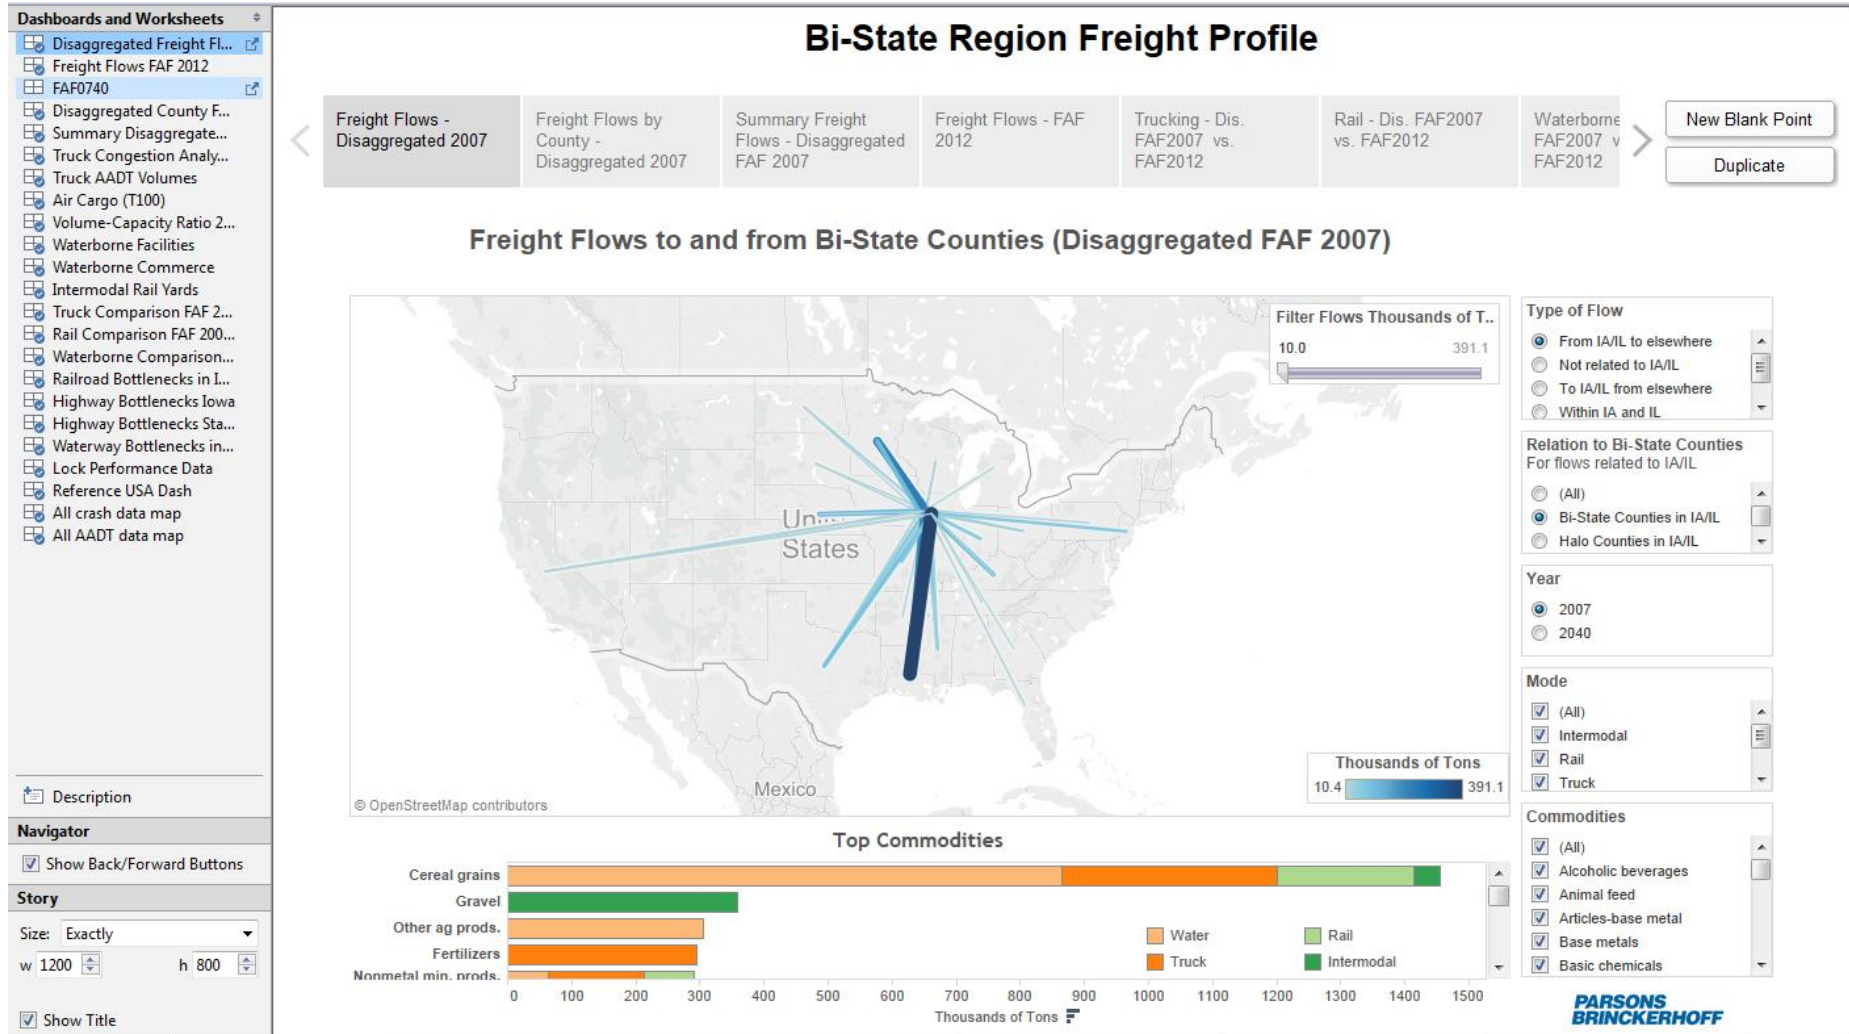 Dashboards and Worksheets
Disaggregated Freight Fl...
Freight Flows FAF 2012
FAF0740
Disaggregated County F...
Summary Disaggregate...
Truck Congestion Analy...
Truck AADT Volumes
Air Cargo (T100)
Volume-Capacity Ratio 2...
Waterborne Facilities
Waterborne Commerce
Intermodal Rail Yards
Truck Comparison FAF 2...
Rail Comparison FAF 200...
Waterborne Comparison...
Railroad Bottlenecks in I...
Highway Bottlenecks Iowa
Highway Bottlenecks Sta...
Waterway Bottlenecks in...
Lock Performance Data
Reference USA Dash
All crash data map
All AADT data map
Description
Navigator
Show Back/Forward Buttons
Story
Size: Exactly
w 1200 h 800
Show Title
Bi-State Region Freight Profile
Freight Flows -
Disaggregated 2007
Freight Flows by
County -
Disaggregated 2007
Summary Freight
Flows - Disaggregated
FAF 2007
Freight Flows - FAF
2012
Trucking - Dis.
FAF2007 vs.
FAF2012
Rail - Dis. FAF2007
vs. FAF2012
Waterborne
FAF2007 v
FAF2012
New Blank Point
Duplicate
Freight Flows to and from Bi-State Counties (Disaggregated FAF 2007)
Filter Flows Thousands of T..
10.0 391.1
States
Mexico
© OpenStreetMap contributors
Thousands of Tons
10.4 391.1
Type of Flow
From IA/IL to elsewhere
Not related to IA/IL
To IA/IL from elsewhere
Within IA and IL
Relation to Bi-State Counties
For flows related to IA/IL
(All)
Bi-State Counties in IA/IL
Halo Counties in IA/IL
Year
2007
2040
Mode
(All)
Intermodal
Rail
Truck
Commodities
(All)
Alcoholic beverages
Animal feed
Articles-base metal
Base metals
Basic chemicals
Top Commodities
Cereal grains
Gravel
Other ag prods.
Fertilizers
Nonmetal min. prods.
Water Rail
Truck Intermodal
0 100 200 300 400 500 600 700 800 900 1000 1100 1200 1300 1400 1500
Thousands of Tons
PARSONS
BRINCKERHOFF